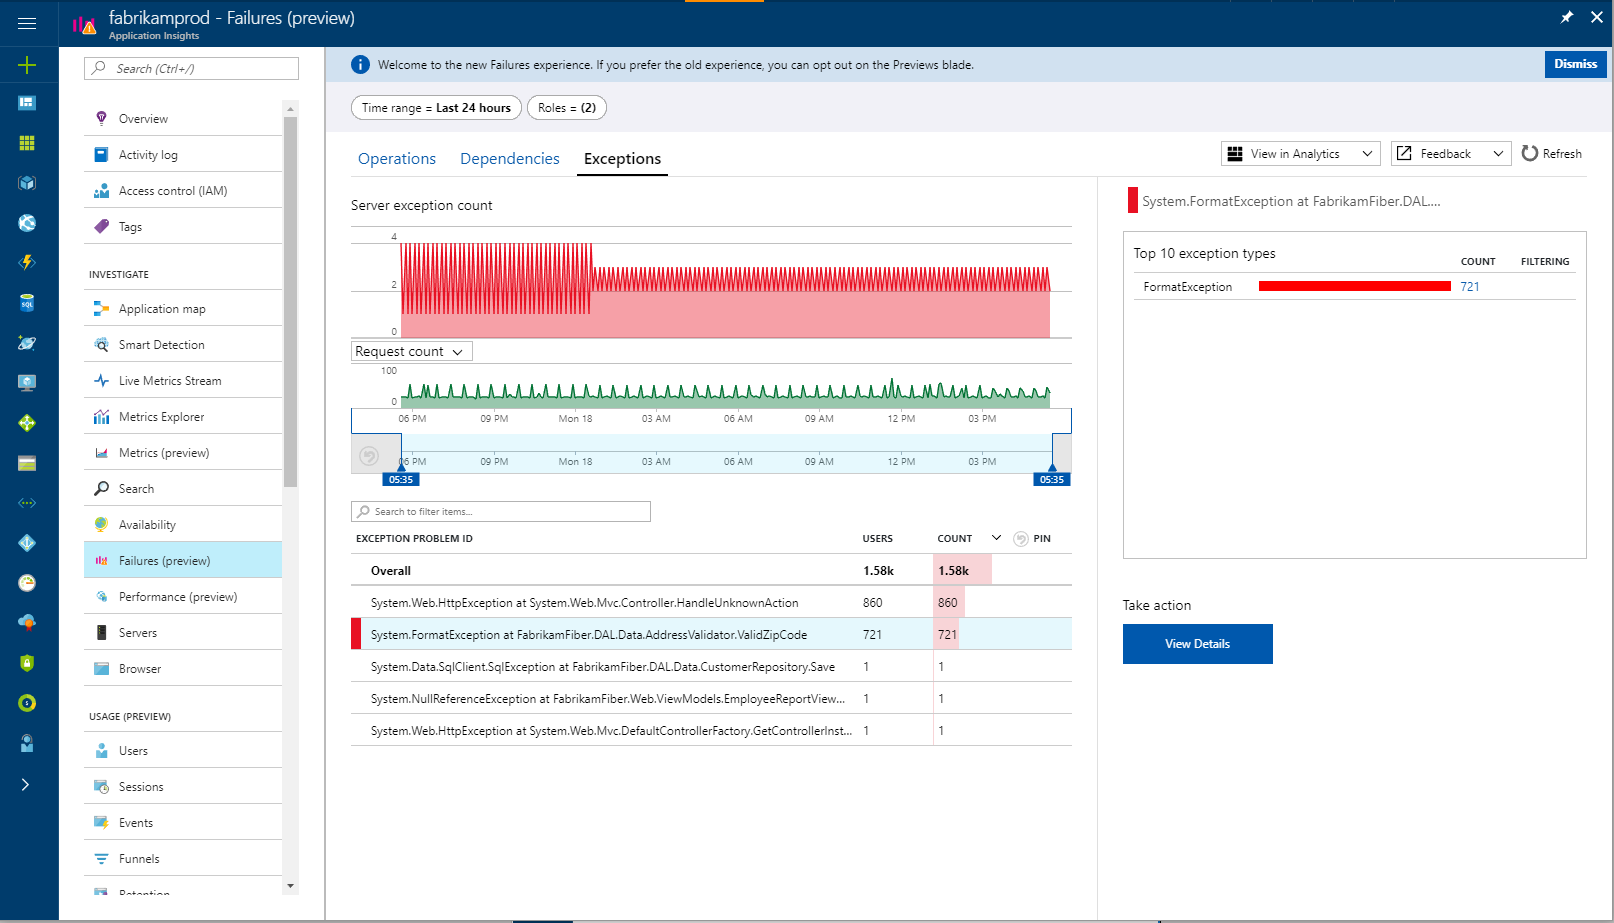 fabrikamprod - Failures (preview)
Application Insights
Search (Ctrl+/)
Overview
Activity log
Access control (IAM)
Tags
INVESTIGATE
Application map
Smart Detection
Live Metrics Stream
Metrics Explorer
Metrics (preview)
Search
Availability
Failures (preview)
Performance (preview)
Servers
Browser
USAGE (PREVIEW)
Users
Sessions
Events
Funnels
Retention
Welcome to the new Failures experience. If you prefer the old experience, you can opt out on the Previews blade.
Dismiss
Time range = Last 24 hours
Roles = (2)
Operations Dependencies Exceptions
View in Analytics
Feedback
Refresh
Server exception count
4
2
0
Request count
100
0
06 PM 09 PM Mon 18 03 AM 06 AM 09 AM 12 PM 03 PM
06 PM 09 PM Mon 18 03 AM 06 AM 09 AM 12 PM 03 PM
05:35 05:35
Search to filter items...
EXCEPTION PROBLEM ID USERS COUNT PIN
Overall 1.58k 1.58k
System.Web.HttpException at System.Web.Mvc.Controller.HandleUnknownAction 860 860
System.FormatException at FabrikamFiber.DAL.Data.AddressValidator.ValidZipCode 721 721
System.Data.SqlClient.SqlException at FabrikamFiber.DAL.Data.CustomerRepository.Save 1 1
System.NullReferenceException at FabrikamFiber.Web.ViewModels.EmployeeReportView... 1 1
System.Web.HttpException at System.Web.Mvc.DefaultControllerFactory.GetControllerInst... 1 1
System.FormatException at FabrikamFiber.DAL....
Top 10 exception types
COUNT FILTERING
FormatException 721
Take action
View Details